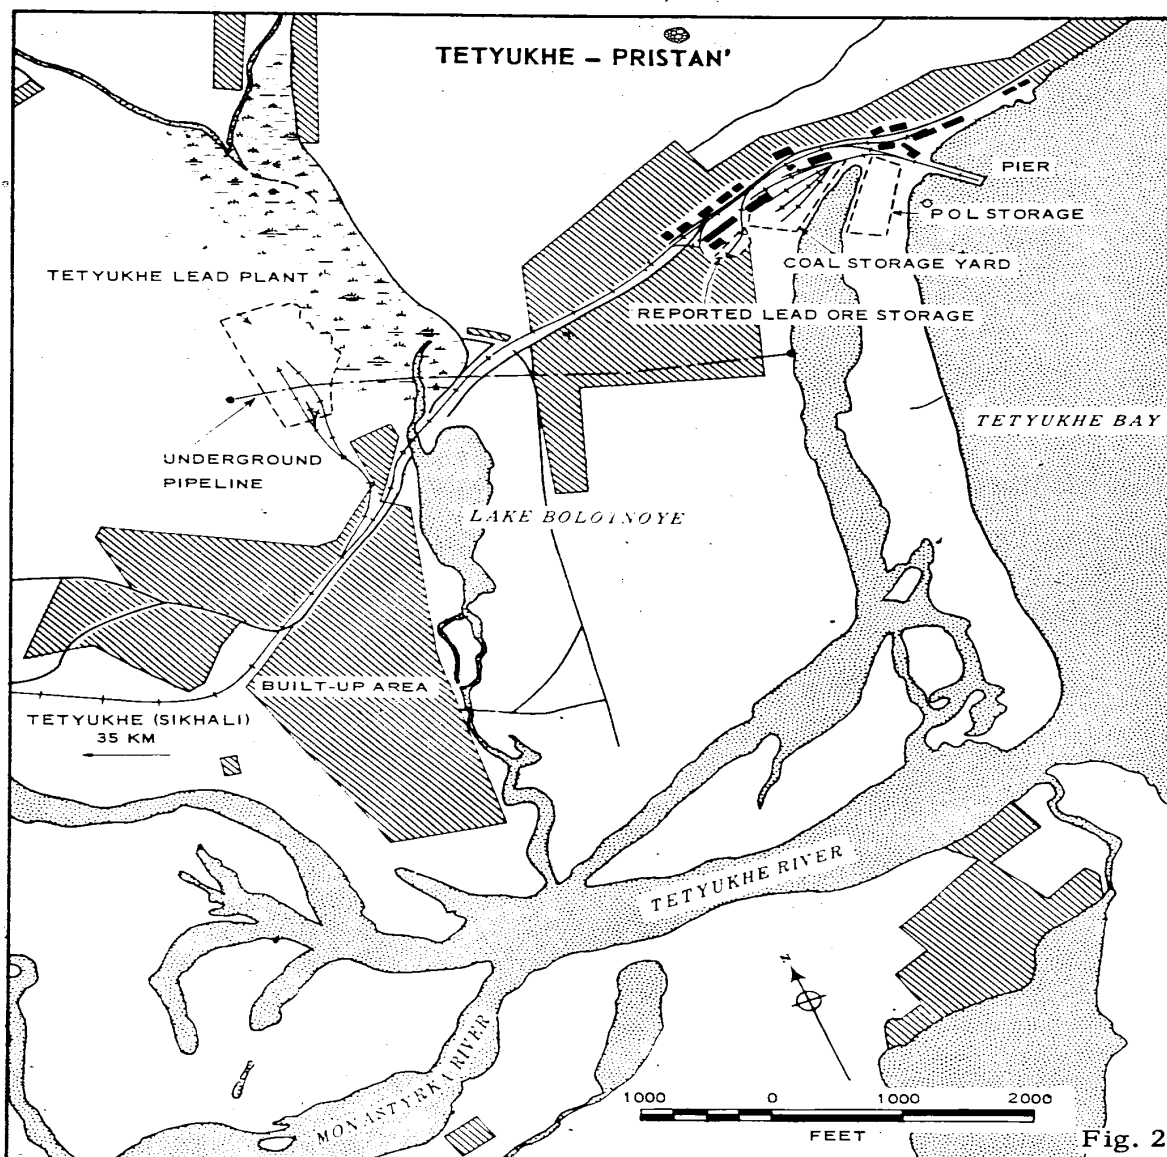 TETYUKHE – PRISTAN'
PIER
POL STORAGE
TETYUKHE LEAD PLANT
COAL STORAGE YARD
REPORTED LEAD ORE STORAGE
TETYUKHE BAY
UNDERGROUND
PIPELINE
LAKE BOLOTNOYE
BUILT-UP AREA
TETYUKHE (SIKHALI)
35 KM
TETYUKHE RIVER
N
MONASTYRKA RIVER
1000 0 1000 2000
FEET
Fig. 2